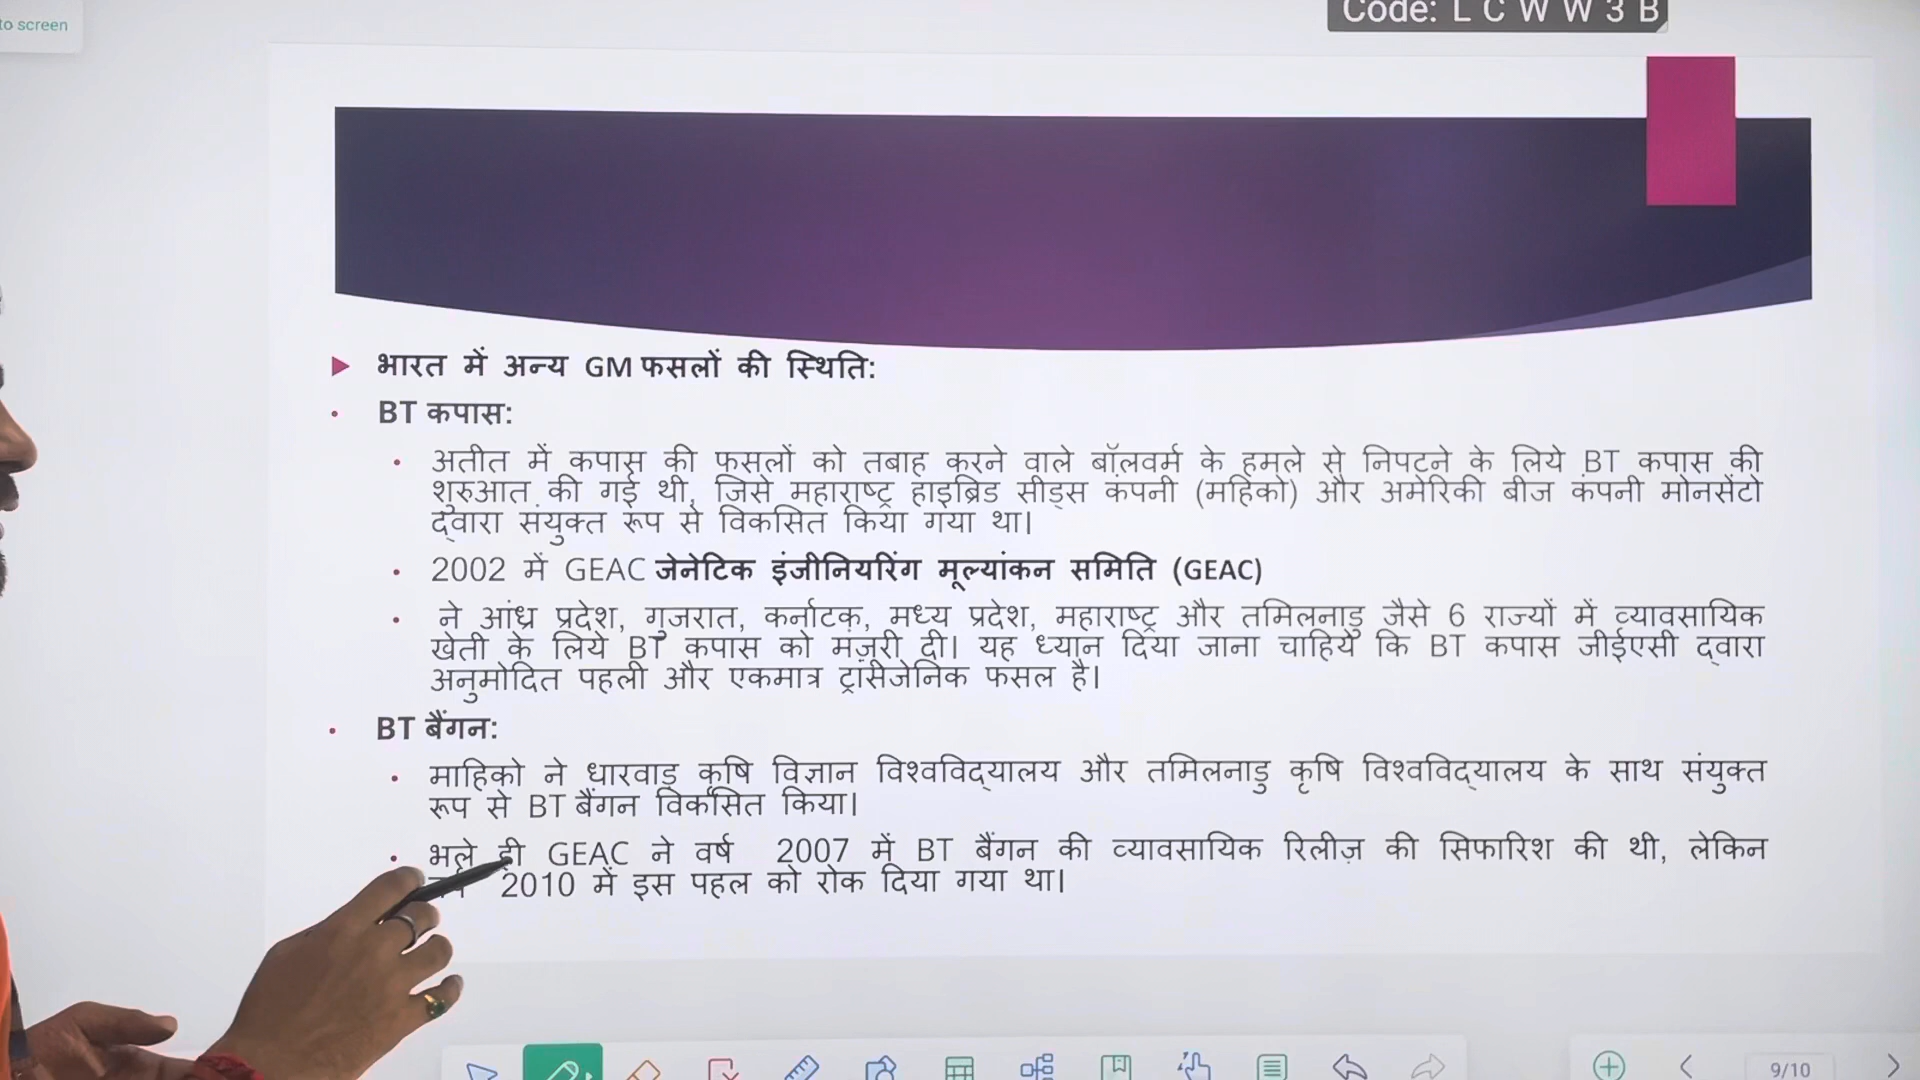 to screen
Code: L C W W 3 B
भारत में अन्य GM फसलों की स्थिति:
BT कपास:
अतीत में कपास की फसलों को तबाह करने वाले बॉलवर्म के हमले से निपटने के लिये BT कपास की
शुरुआत की गई थी, जिसे महाराष्ट्र हाइब्रिड सीड्स कंपनी (महिको) और अमेरिकी बीज कंपनी मोनसेंटो
द्वारा संयुक्त रूप से विकसित किया गया था।
2002 में GEAC जेनेटिक इंजीनियरिंग मूल्यांकन समिति (GEAC)
ने आंध्र प्रदेश, गुजरात, कर्नाटक, मध्य प्रदेश, महाराष्ट्र और तमिलनाडु जैसे 6 राज्यों में व्यावसायिक
खेती के लिये BT कपास को मंज़ूरी दी। यह ध्यान दिया जाना चाहिये कि BT कपास जीईएसी द्वारा
अनुमोदित पहली और एकमात्र ट्रांसजेनिक फसल है।
BT बैंगन:
माहिको ने धारवाड़ कृषि विज्ञान विश्वविद्यालय और तमिलनाडु कृषि विश्वविद्यालय के साथ संयुक्त
रूप से BT बैंगन विकसित किया।
भले ही GEAC ने वर्ष 2007 में BT बैंगन की व्यावसायिक रिलीज़ की सिफारिश की थी, लेकिन
2010 में इस पहल को रोक दिया गया था।
9/10